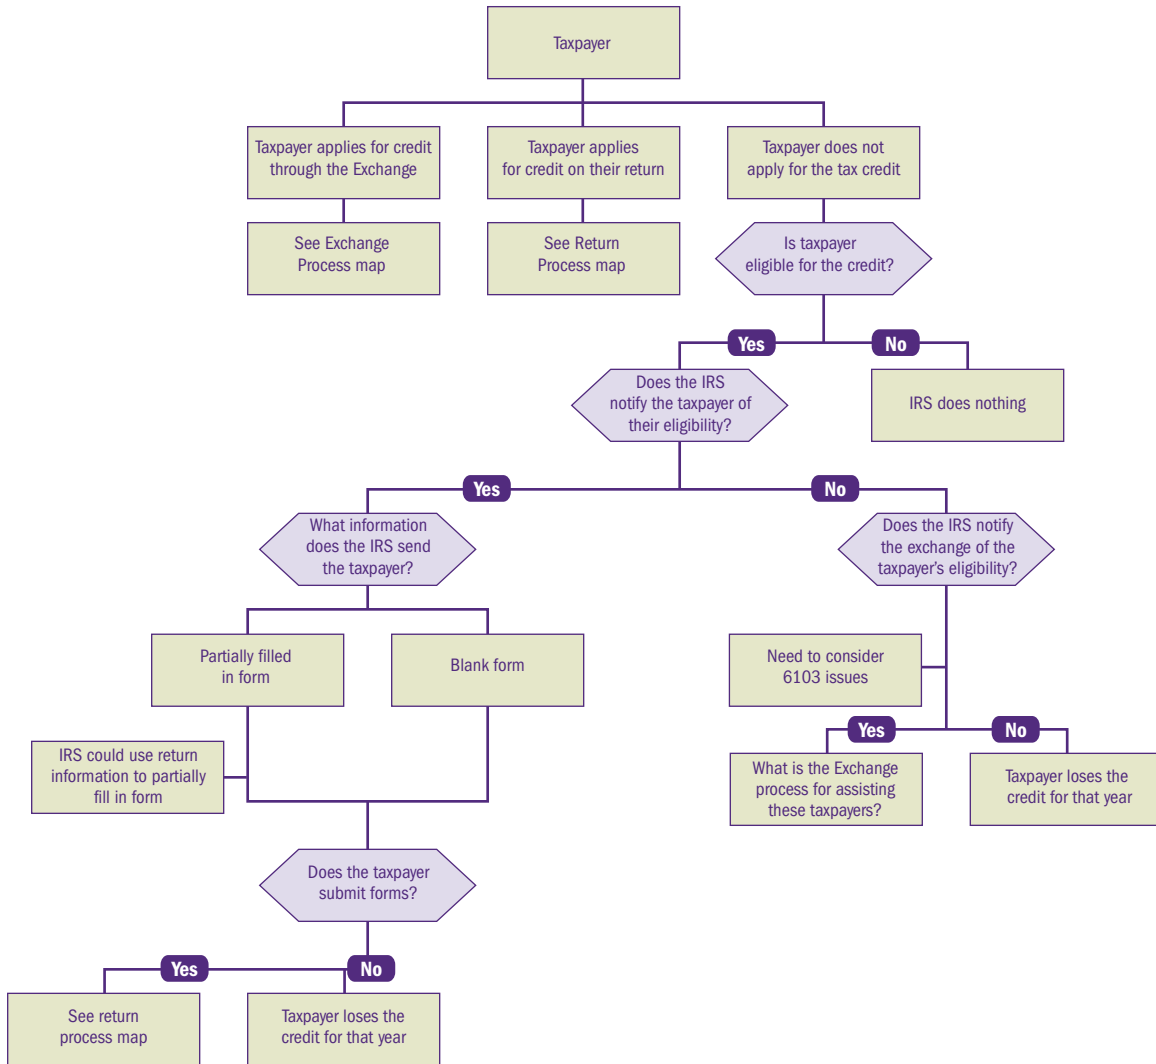 Taxpayer
Taxpayer applies for credit
through the Exchange
Taxpayer applies
for credit on their return
Taxpayer does not
apply for the tax credit
See Exchange
Process map
See Return
Process map
Is taxpayer
eligible for the credit?
Yes
No
Does the IRS
notify the taxpayer of
their eligibility?
IRS does nothing
Yes
No
What information
does the IRS send
the taxpayer?
Does the IRS notify
the exchange of the
taxpayer's eligibility?
Partially filled
in form
Blank form
Need to consider
6103 issues
IRS could use return
information to partially
fill in form
Yes
No
What is the Exchange
process for assisting
these taxpayers?
Taxpayer loses the
credit for that year
Does the taxpayer
submit forms?
Yes
No
See return
process map
Taxpayer loses the
credit for that year